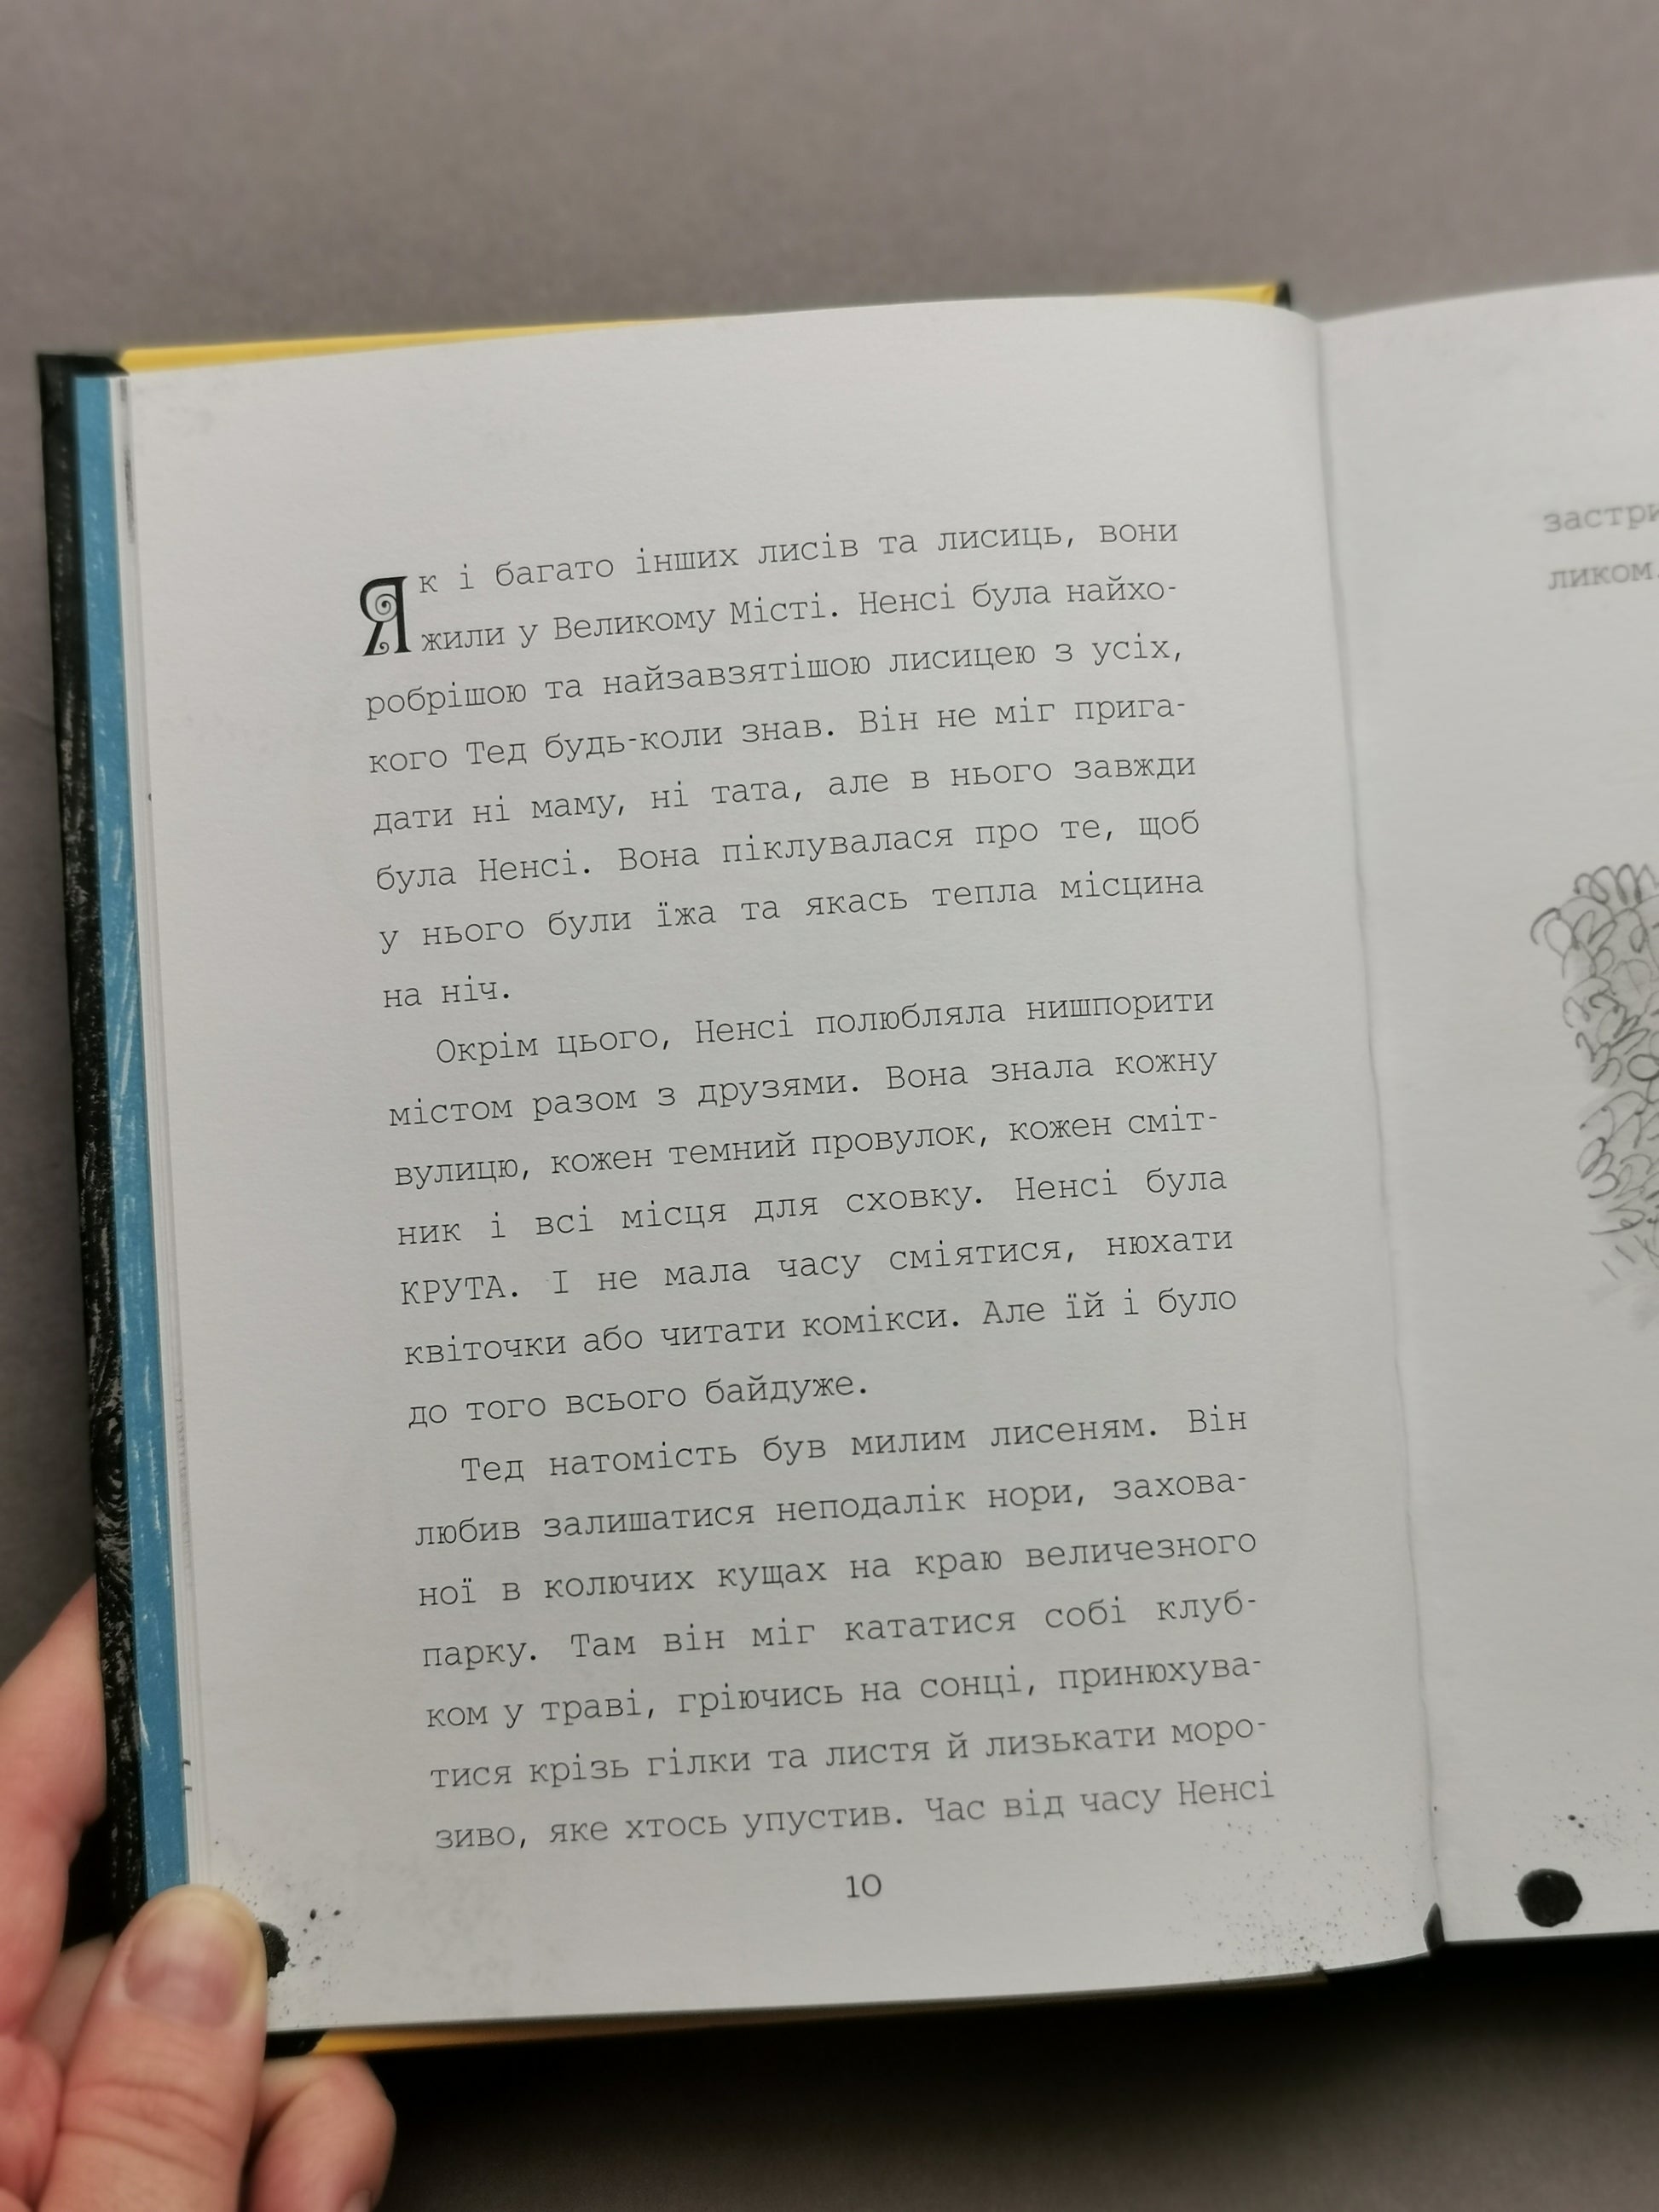 Як і багато інших лисів та лисиць, вони
жили у Великому Місті. Ненсі була найхо-
робрішою та найзавзятішою лисицею з усіх,
кого Тед будь-коли знав. Він не міг прига-
дати ні маму, ні тата, але в нього завжди
була Ненсі. Вона піклувалася про те, щоб
у нього були їжа та якась тепла місцина
на ніч.
Окрім цього, Ненсі полюбляла нишпорити
містом разом з друзями. Вона знала кожну
вулицю, кожен темний провулок, кожен сміт-
ник і всі місця для сховку. Ненсі була
КРУТА. І не мала часу сміятися, нюхати
квіточки або читати комікси. Але їй і було
до того всього байдуже.
Тед натомість був милим лисеням. Він
любив залишатися неподалік нори, захова-
ної в колючих кущах на краю величезного
парку. Там він міг кататися собі клуб-
ком у траві, гріючись на сонці, принюхува-
тися крізь гілки та листя й лизькати моро-
зиво, яке хтось упустив. Час від часу Ненсі
10
ликом.